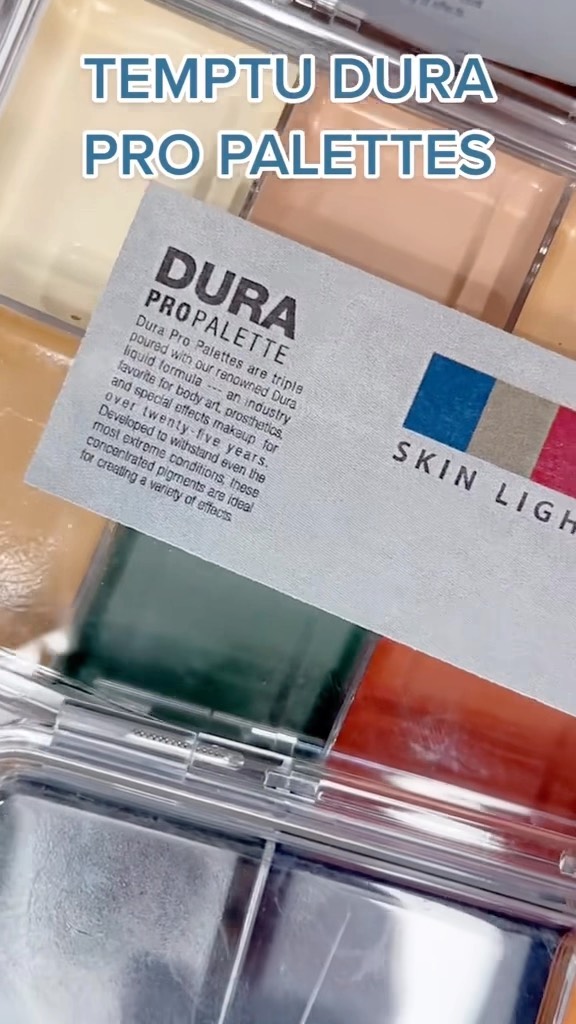 TEMPTU DURA
PRO PALETTES
DURA
PROPALETTE
Dura Pro Palettes are triple
poured with our renowned Dura
liquid formula --- an industry
favorite for body art, prosthetics,
and special effects makeup for
over twenty-five years.
Developed to withstand even the
most extreme conditions, these
concentrated pigments are ideal
for creating a variety of effects.
SKIN LIGH